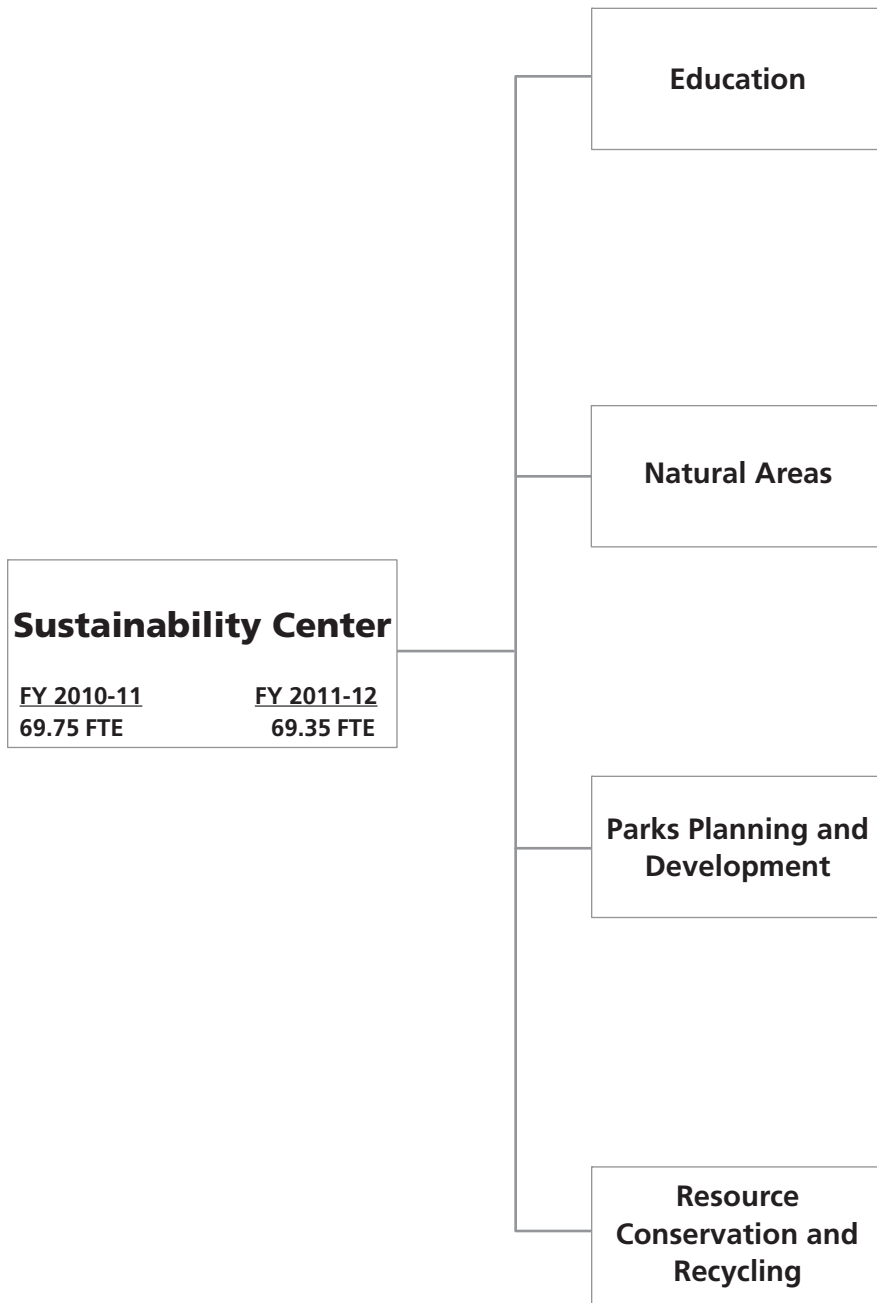 Education
Natural Areas
Sustainability Center
FY 2010-11 FY 2011-12
69.75 FTE 69.35 FTE
Parks Planning and
Development
Resource
Conservation and
Recycling